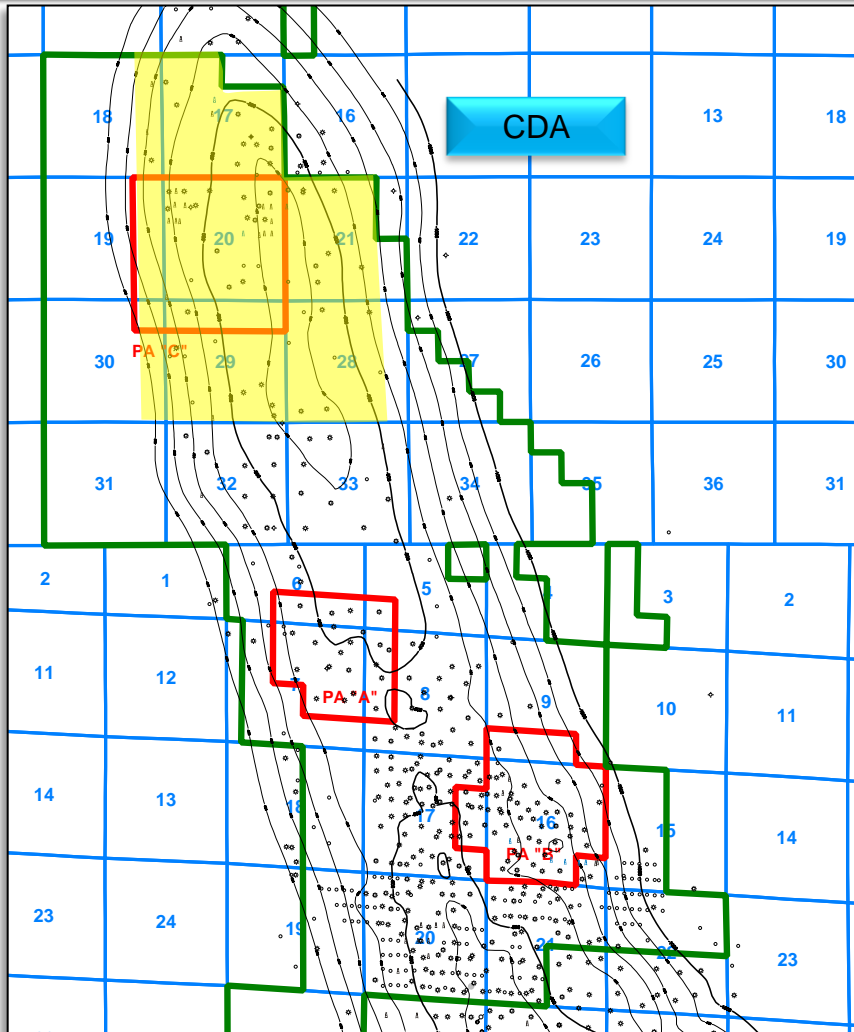 CDA
18 17 16 13 18
19 20 21 22 23 24 19
PA "C"
30 29 28 27 26 25 30
31 32 33 34 35 36 31
2 1 6 5 4 3 2
11 12 7 8 9 10 11
PA "A"
14 13 18 17 16 15 14
PA "B"
23 24 19 20 21 22 23